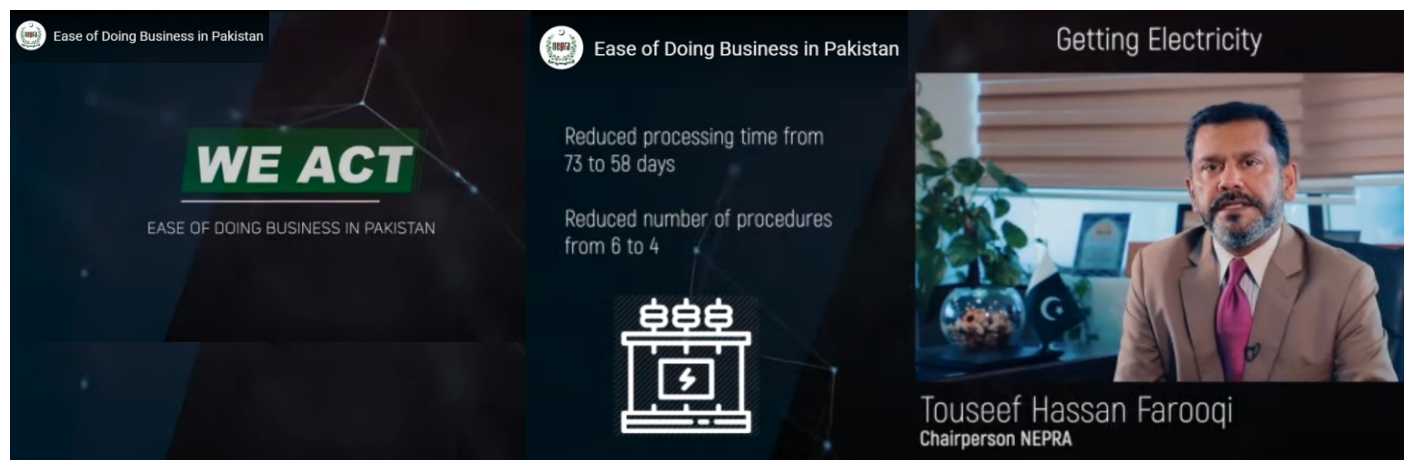 nepra
Ease of Doing Business in Pakistan
WE ACT
EASE OF DOING BUSINESS IN PAKISTAN
nepra
Ease of Doing Business in Pakistan
Reduced processing time from
73 to 58 days
Reduced number of procedures
from 6 to 4
Getting Electricity
Touseef Hassan Farooqi
Chairperson NEPRA